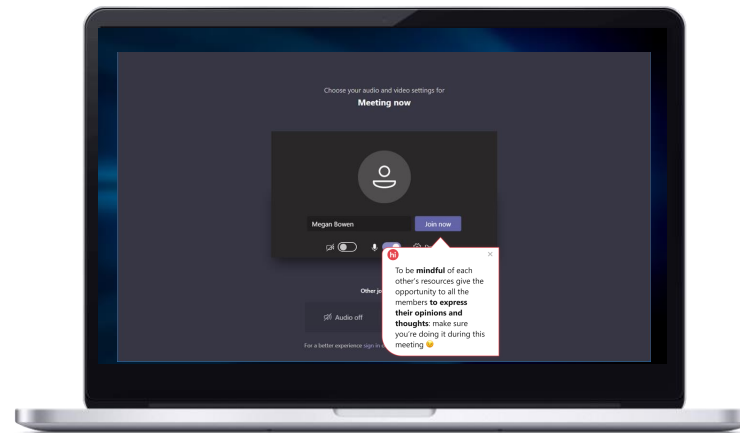 Choose your audio and video settings for
Meeting now
Megan Bowen
Join now
hi
To be mindful of each
other's resources give the
opportunity to all the
members to express
their opinions and
thoughts: make sure
you're doing it during this
meeting 😉
Other
Audio off
For a better experience sign in